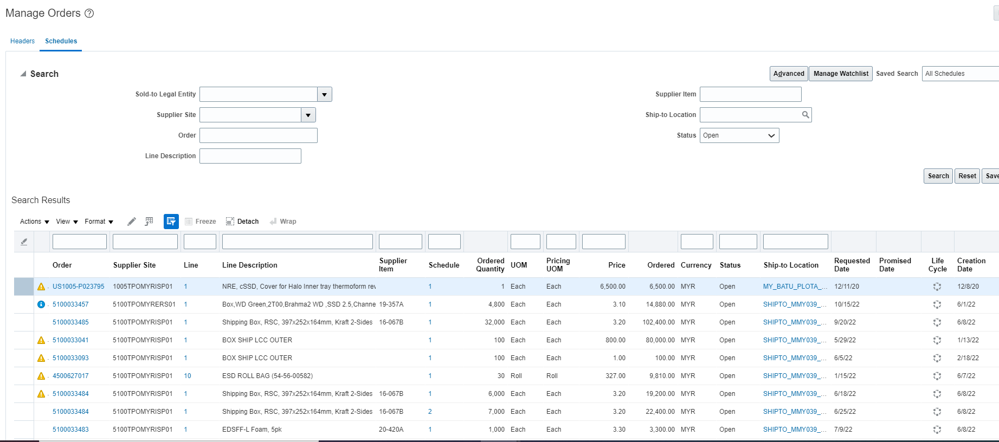 Manage Orders
Headers Schedules
Search
Advanced Manage Watchlist Saved Search All Schedules
Sold-to Legal Entity Supplier Item
Supplier Site Ship-to Location
Order Status Open
Line Description
Search Reset Save
Search Results
Actions View Format Freeze Detach Wrap
Order Supplier Site Line Line Description Supplier Item Schedule Ordered Quantity UOM Pricing UOM Price Ordered Currency Status Ship-to Location Requested Date Promised Date Life Cycle Creation Date
US1005-P023795 1005TPOMYRISP01 1 NRE, cSSD, Cover for Halo Inner tray thermoform rev 1 1 Each Each 6,500.00 6,500.00 MYR Open MY_BATU_PLOTA_... 12/11/20 12/8/20
5100033457 5100TPOMYRERS01 1 Box,WD Green,2T00,Brahma2 WD ,SSD 2.5,Channe 19-357A 1 4,800 Each Each 3.10 14,880.00 MYR Open SHIPTO_MMY039_... 10/15/22 6/1/22
5100033485 5100TPOMYRISP01 1 Shipping Box, RSC, 397x252x164mm, Kraft 2-Sides 16-067B 1 32,000 Each Each 3.20 102,400.00 MYR Open SHIPTO_MMY039_... 9/20/22 6/8/22
5100033041 5100TPOMYRISP01 1 BOX SHIP LCC OUTER 1 100 Each Each 800.00 80,000.00 MYR Open SHIPTO_MMY039_... 5/29/22 1/13/22
5100033093 5100TPOMYRISP01 1 BOX SHIP LCC OUTER 1 100 Each Each 1.00 100.00 MYR Open SHIPTO_MMY039_... 6/5/22 2/18/22
4500627017 5100TPOMYRISP01 10 ESD ROLL BAG (54-56-00582) 1 30 Roll Roll 327.00 9,810.00 MYR Open SHIPTO_MMY039_... 1/15/22 6/7/22
5100033484 5100TPOMYRISP01 1 Shipping Box, RSC, 397x252x164mm, Kraft 2-Sides 16-067B 1 6,000 Each Each 3.20 19,200.00 MYR Open SHIPTO_MMY039_... 6/18/22 6/8/22
5100033484 5100TPOMYRISP01 1 Shipping Box, RSC, 397x252x164mm, Kraft 2-Sides 16-067B 2 7,000 Each Each 3.20 22,400.00 MYR Open SHIPTO_MMY039_... 6/25/22 6/8/22
5100033483 5100TPOMYRISP01 1 EDSFF-L Foam, 5pk 20-420A 1 1,000 Each Each 3.30 3,300.00 MYR Open SHIPTO_MMY039_... 7/9/22 6/8/22